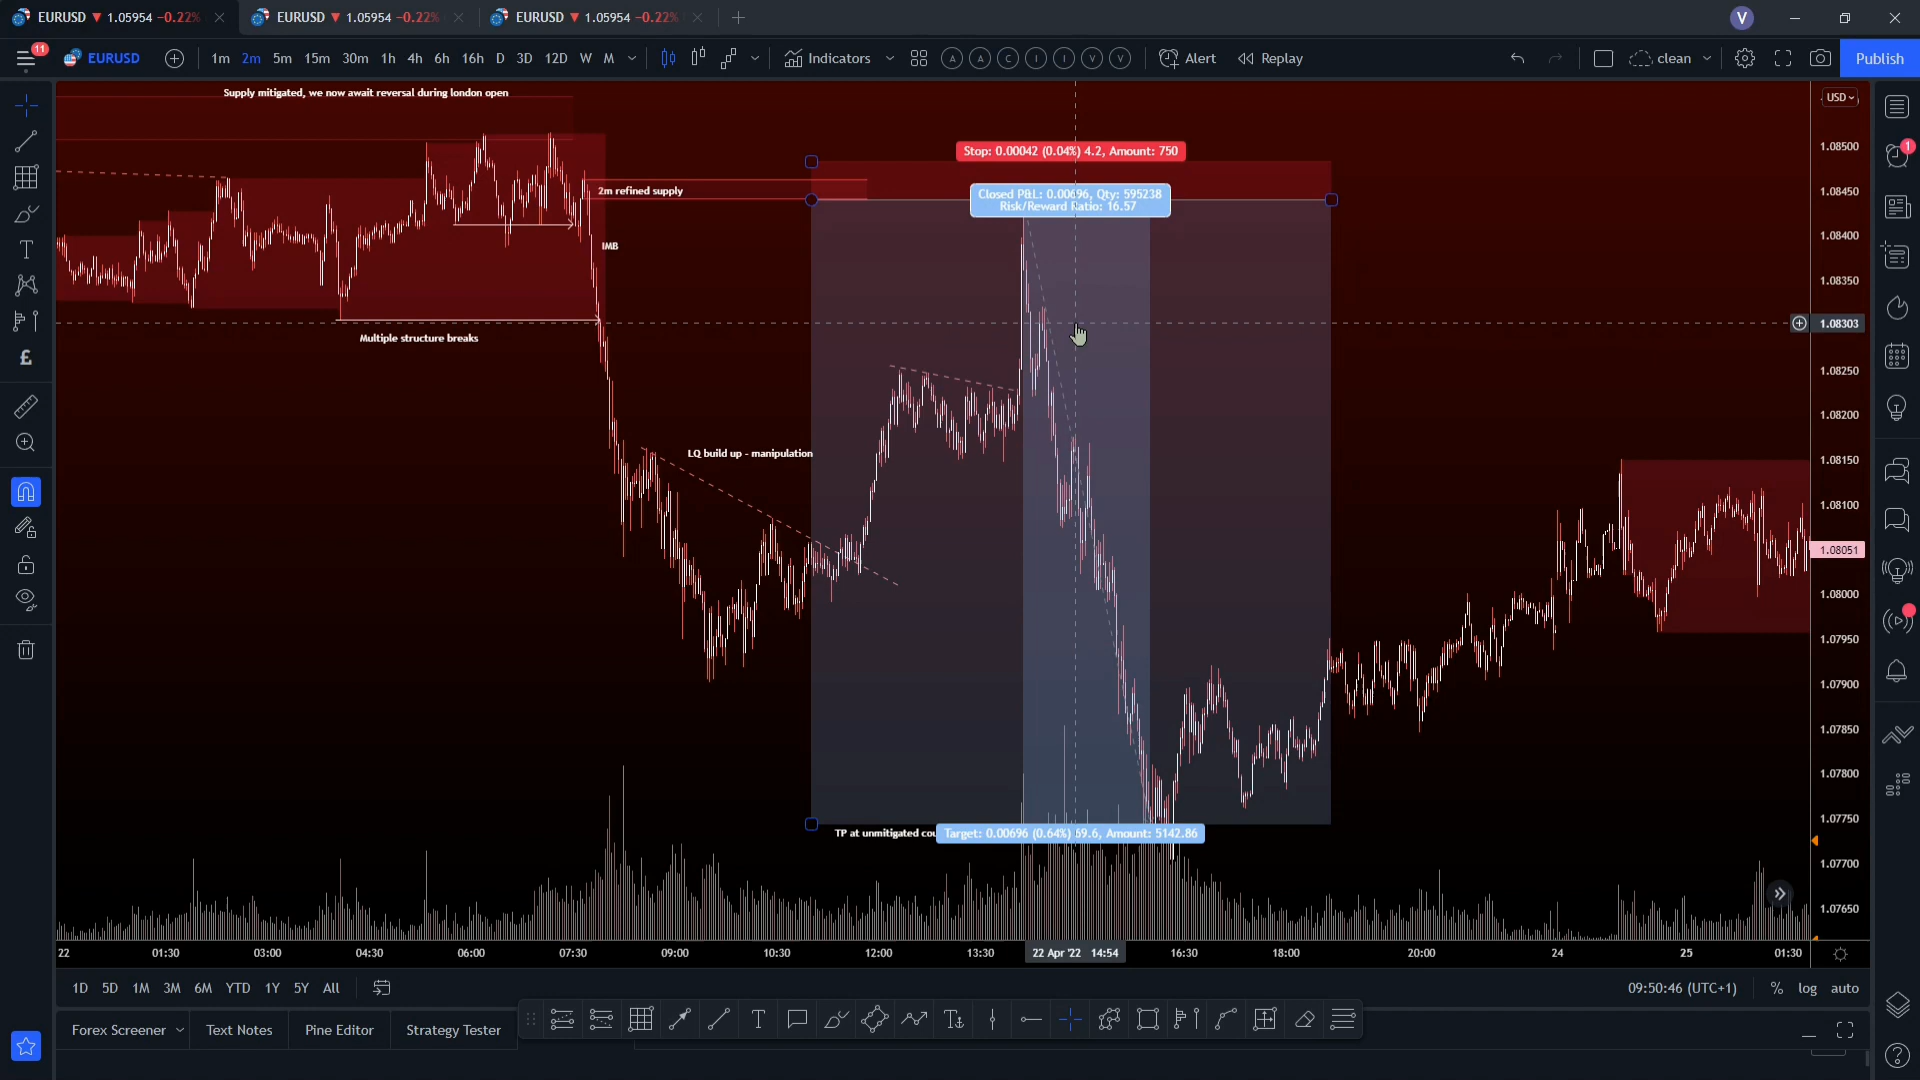 EURUSD ▼ 1.05954 −0.22%
EURUSD ▼ 1.05954 −0.22%
EURUSD ▼ 1.05954 −0.22%
V
11
EURUSD
1m 2m 5m 15m 30m 1h 4h 6h 16h D 3D 12D W M
Indicators
A A C I I V V
Alert
Replay
clean
Publish
Supply mitigated, we now await reversal during london open
USD
1
Stop: 0.00042 (0.04%) 4.2, Amount: 750
2m refined supply
Closed P&L: 0.00696, Qty: 595238
Risk/Reward Ratio: 16.57
IMB
Multiple structure breaks
LQ build up - manipulation
TP at unmitigated
Target: 0.00696 (0.64%) 69.6, Amount: 5142.86
1.08500
1.08450
1.08400
1.08350
1.08303
1.08250
1.08200
1.08150
1.08100
1.08051
1.08000
1.07950
1.07900
1.07850
1.07800
1.07750
1.07700
1.07650
22 01:30 03:00 04:30 06:00 07:30 09:00 10:30 12:00 13:30 22 Apr '22 14:54 16:30 18:00 20:00 24 25 01:30
1D 5D 1M 3M 6M YTD 1Y 5Y All
09:50:46 (UTC+1) % log auto
Forex Screener Text Notes Pine Editor Strategy Tester